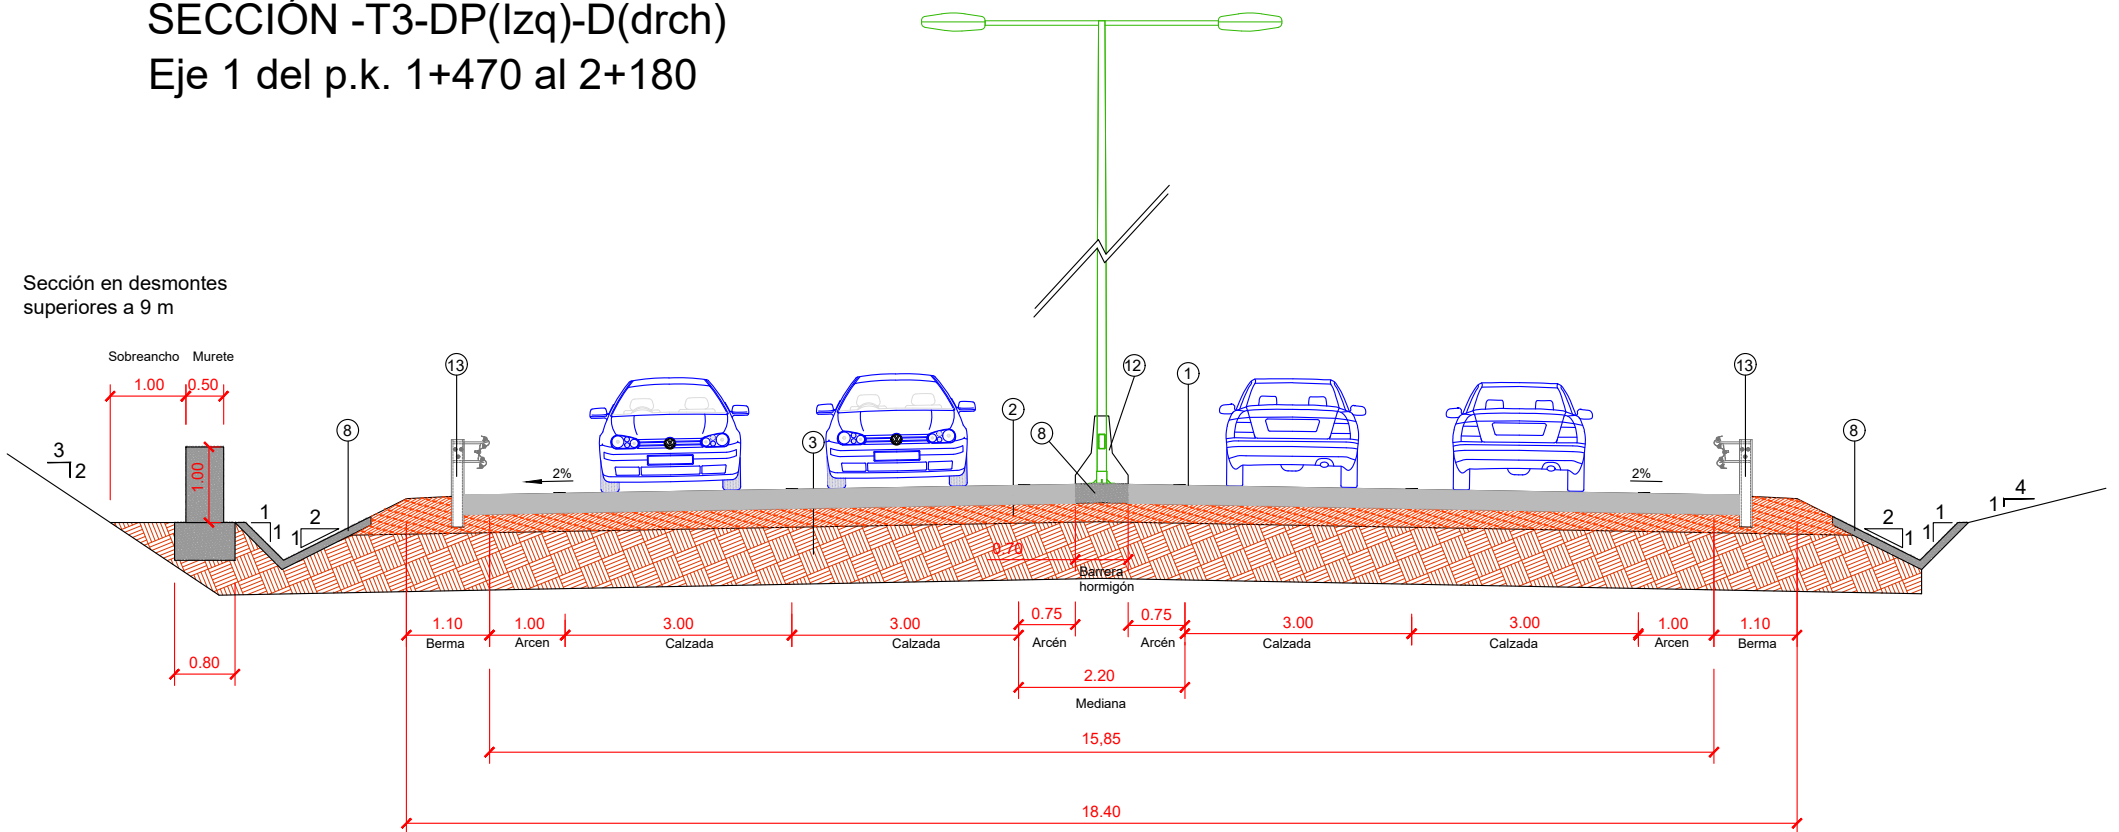 SECCIÓN -T3-DP(Izq)-D(drch)
Eje 1 del p.k. 1+470 al 2+180
Sección en desmontes
superiores a 9 m
Sobreancho Murete
1.00 0.50
13 12 1 13
2
8 3 8 8
3
2
1.00
2% 2%
1
1
2
1
2
1
1
1
4
1
0.70
Barrera
hormigón
1.10 1.00 3.00 3.00 0.75 0.75 3.00 3.00 1.00 1.10
Berma Arcen Calzada Calzada Arcén Arcén Calzada Calzada Arcen Berma
0.80
2.20
Mediana
15,85
18.40